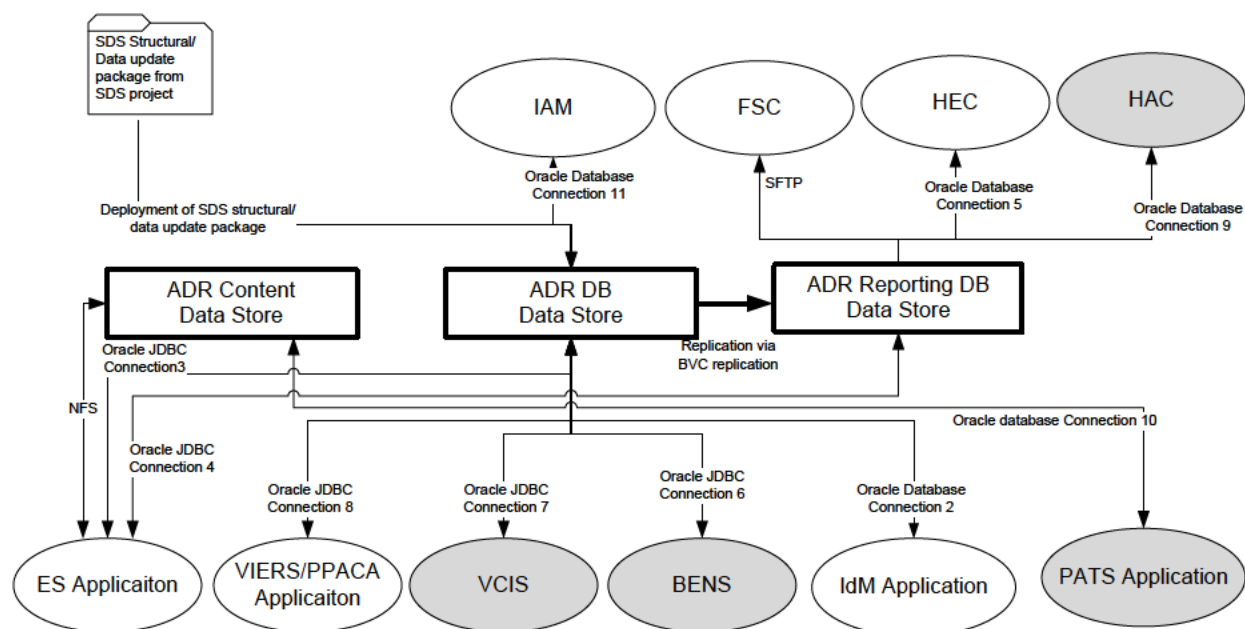 SDS Structural/
Data update
package from
SDS project
IAM
FSC
HEC
HAC
Oracle Database
Connection 11
SFTP
Oracle Database
Connection 5
Oracle Database
Connection 9
Deployment of SDS structural/
data update package
ADR Content
Data Store
ADR DB
Data Store
ADR Reporting DB
Data Store
Replication via
BVC replication
Oracle JDBC
Connection3
NFS
Oracle database Connection 10
Oracle JDBC
Connection 4
Oracle JDBC
Connection 8
Oracle JDBC
Connection 7
Oracle JDBC
Connection 6
Oracle Database
Connection 2
ES Applicaiton
VIERS/PPACA
Applicaiton
VCIS
BENS
IdM Application
PATS Application